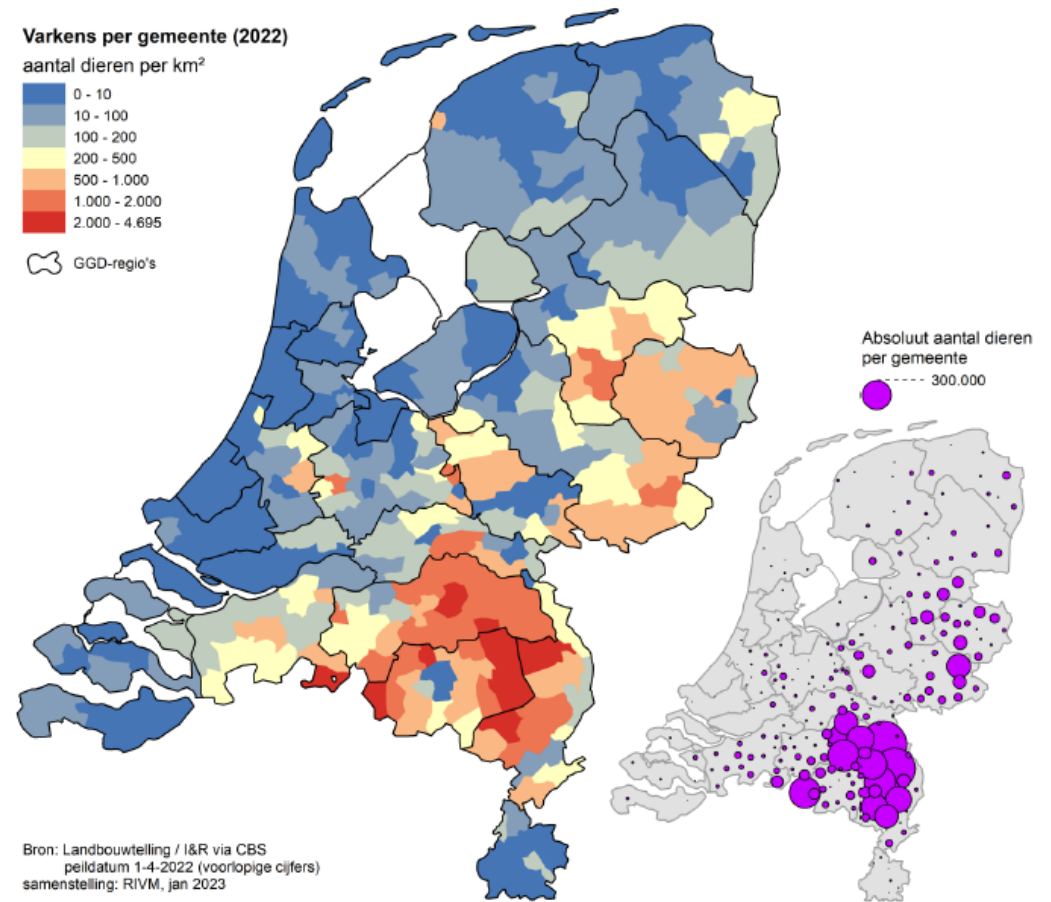 Varkens per gemeente (2022)
aantal dieren per km²
0 - 10
10 - 100
100 - 200
200 - 500
500 - 1.000
1.000 - 2.000
2.000 - 4.695
GGD-regio's
Absoluut aantal dieren
per gemeente
300.000
Bron: Landbouwtelling / I&R via CBS
peildatum 1-4-2022 (voorlopige cijfers)
samenstelling: RIVM, jan 2023